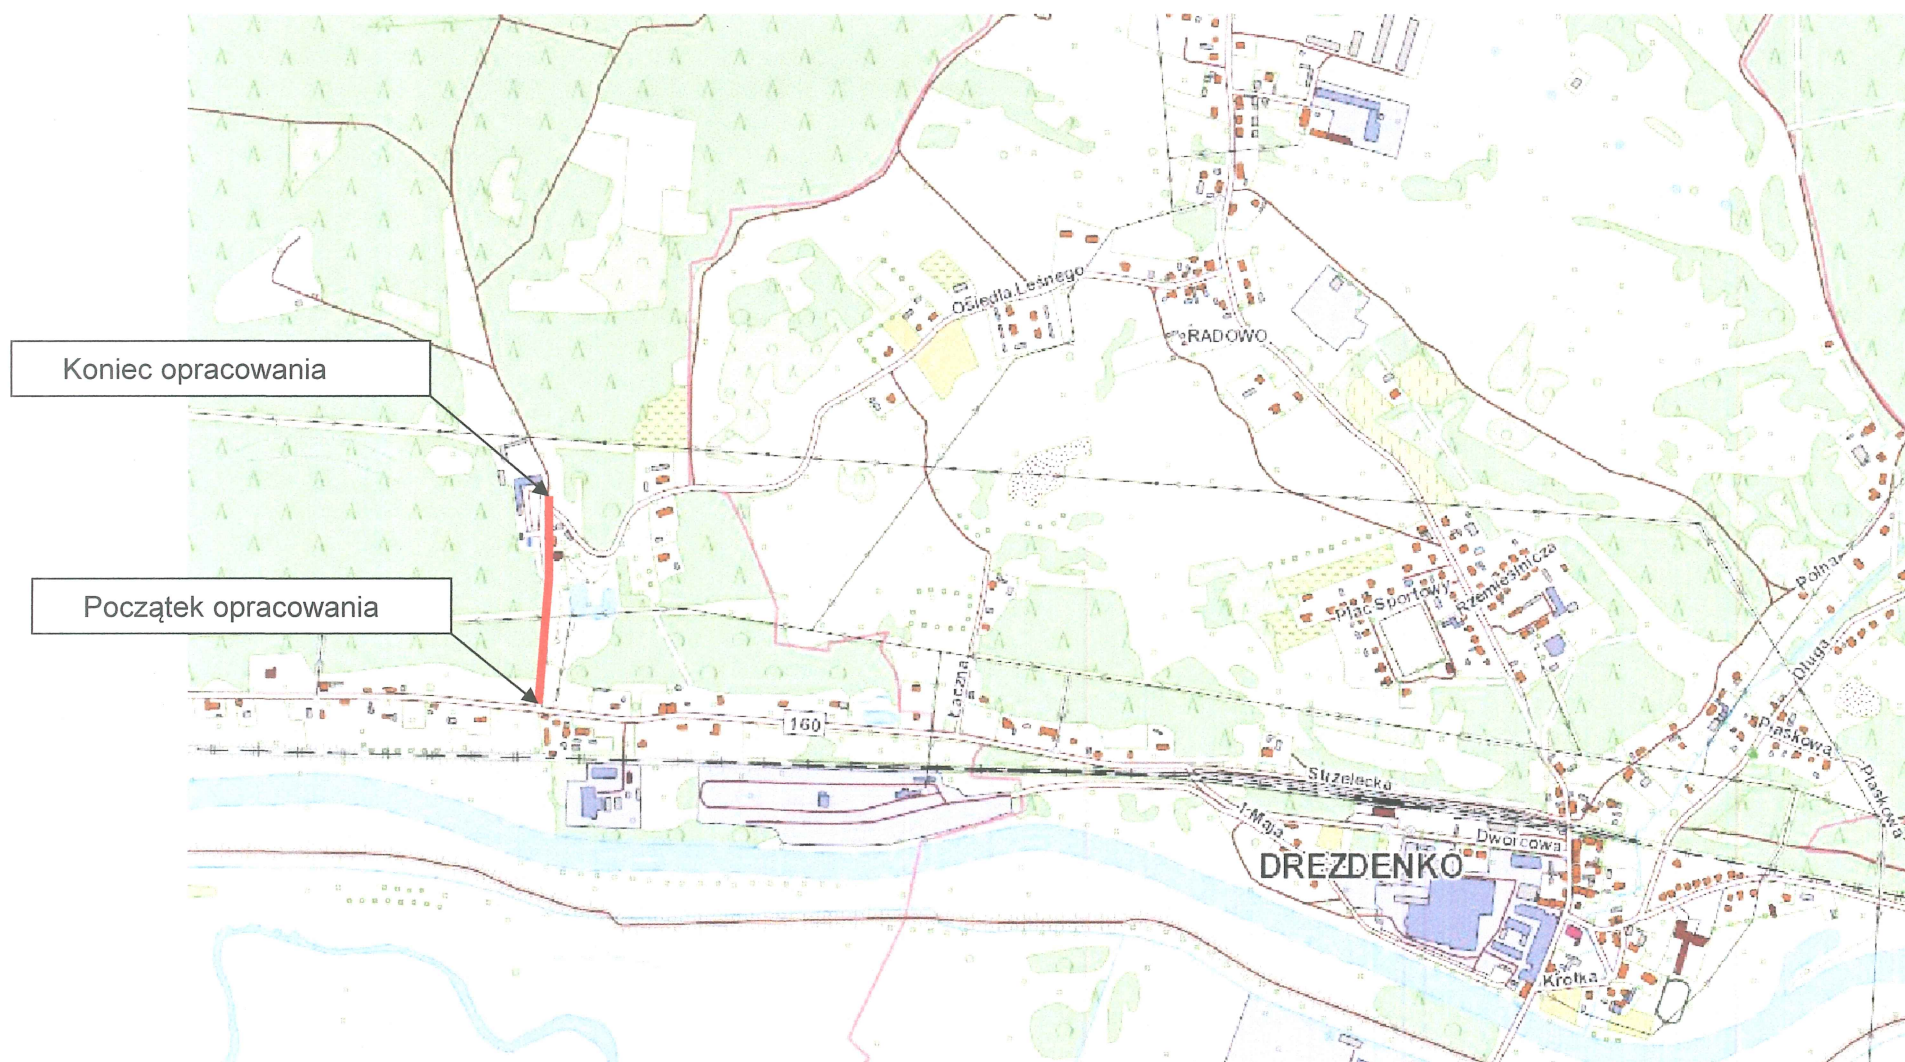 Osiedla Leśnego
RADOWO
Koniec opracowania
Rzemieślnicza
Polna
Plac Sportowy
Początek opracowania
Długa
Łączna
160
Piaskowa
Piaskowa
Strzelecka
1 Maja
Dworcowa
DREZDENKO
Krótka